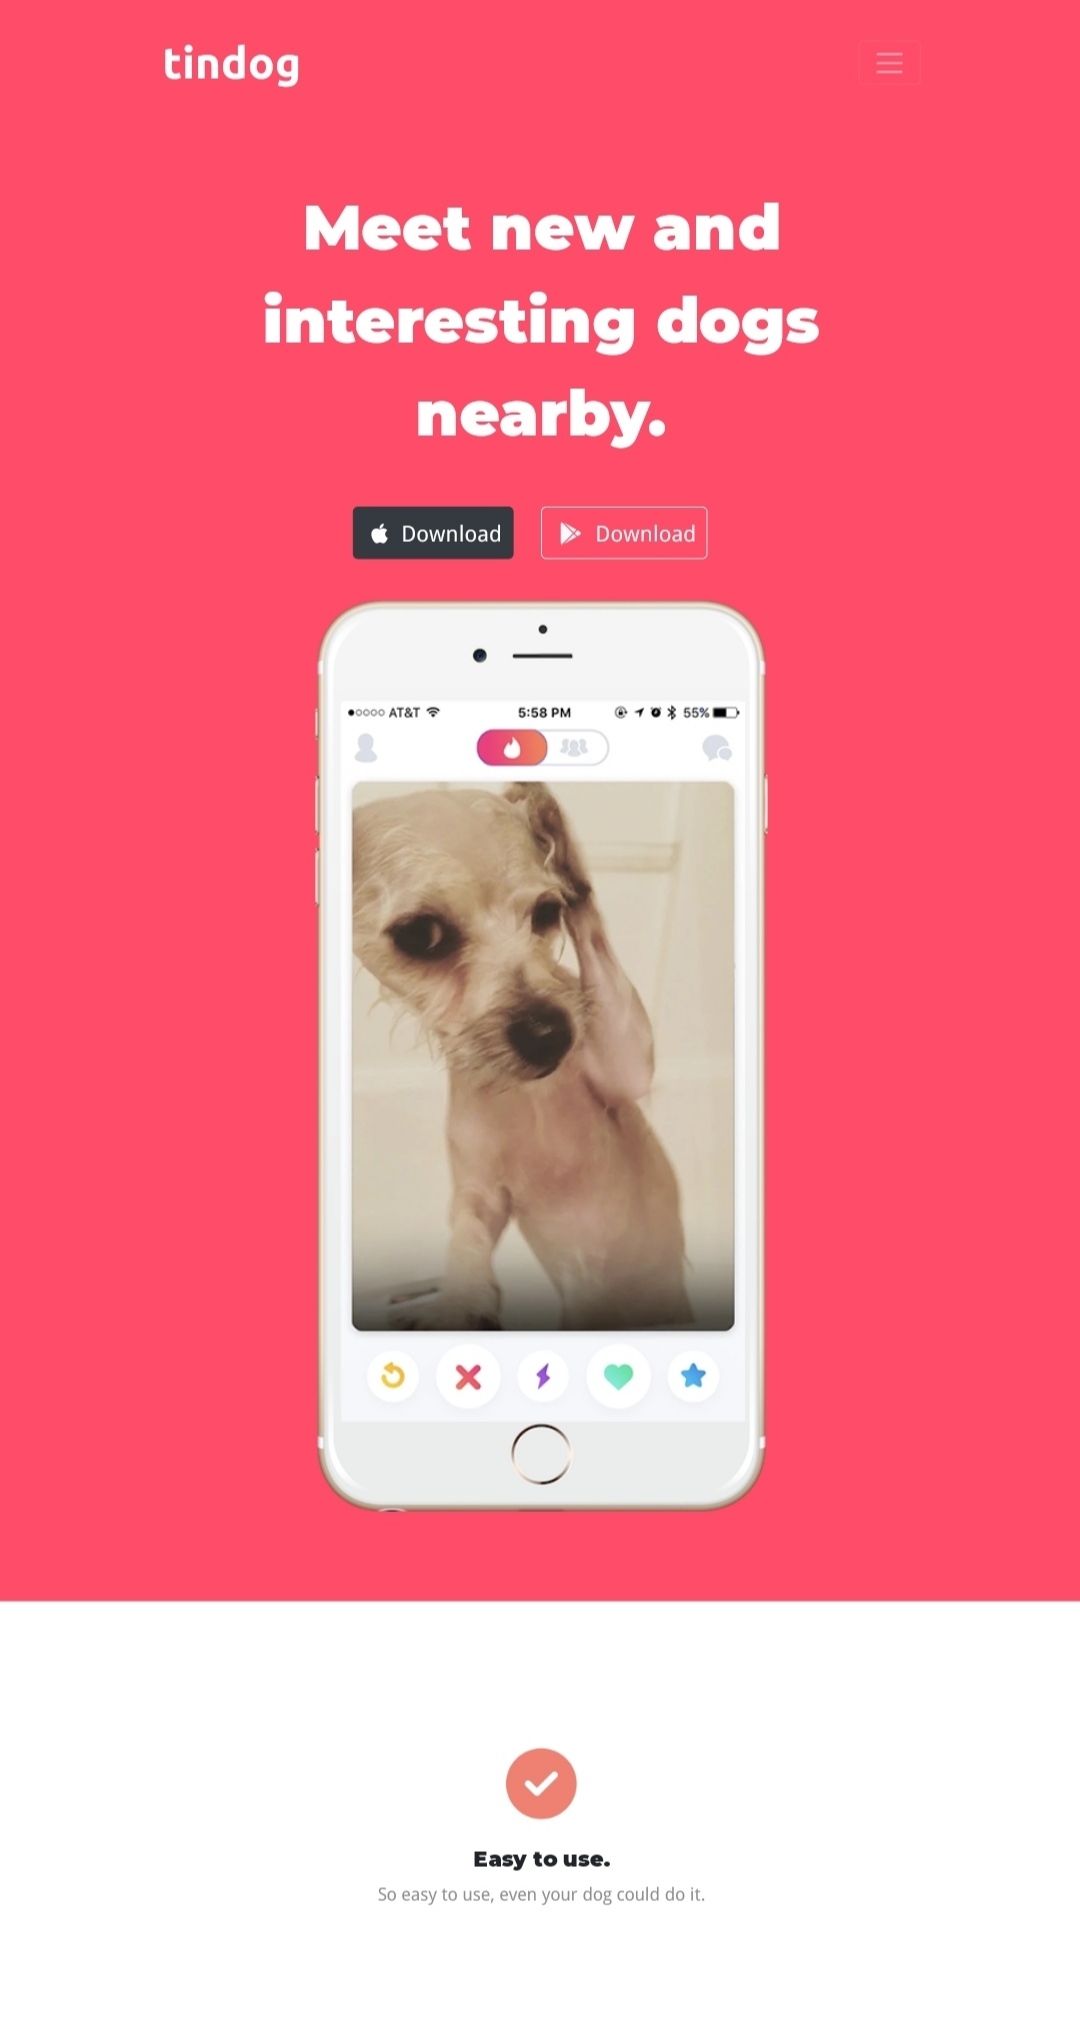 tindog
Meet new and
interesting dogs
nearby.
Download
Download
AT&T
5:58 PM
55%
Easy to use.
So easy to use, even your dog could do it.